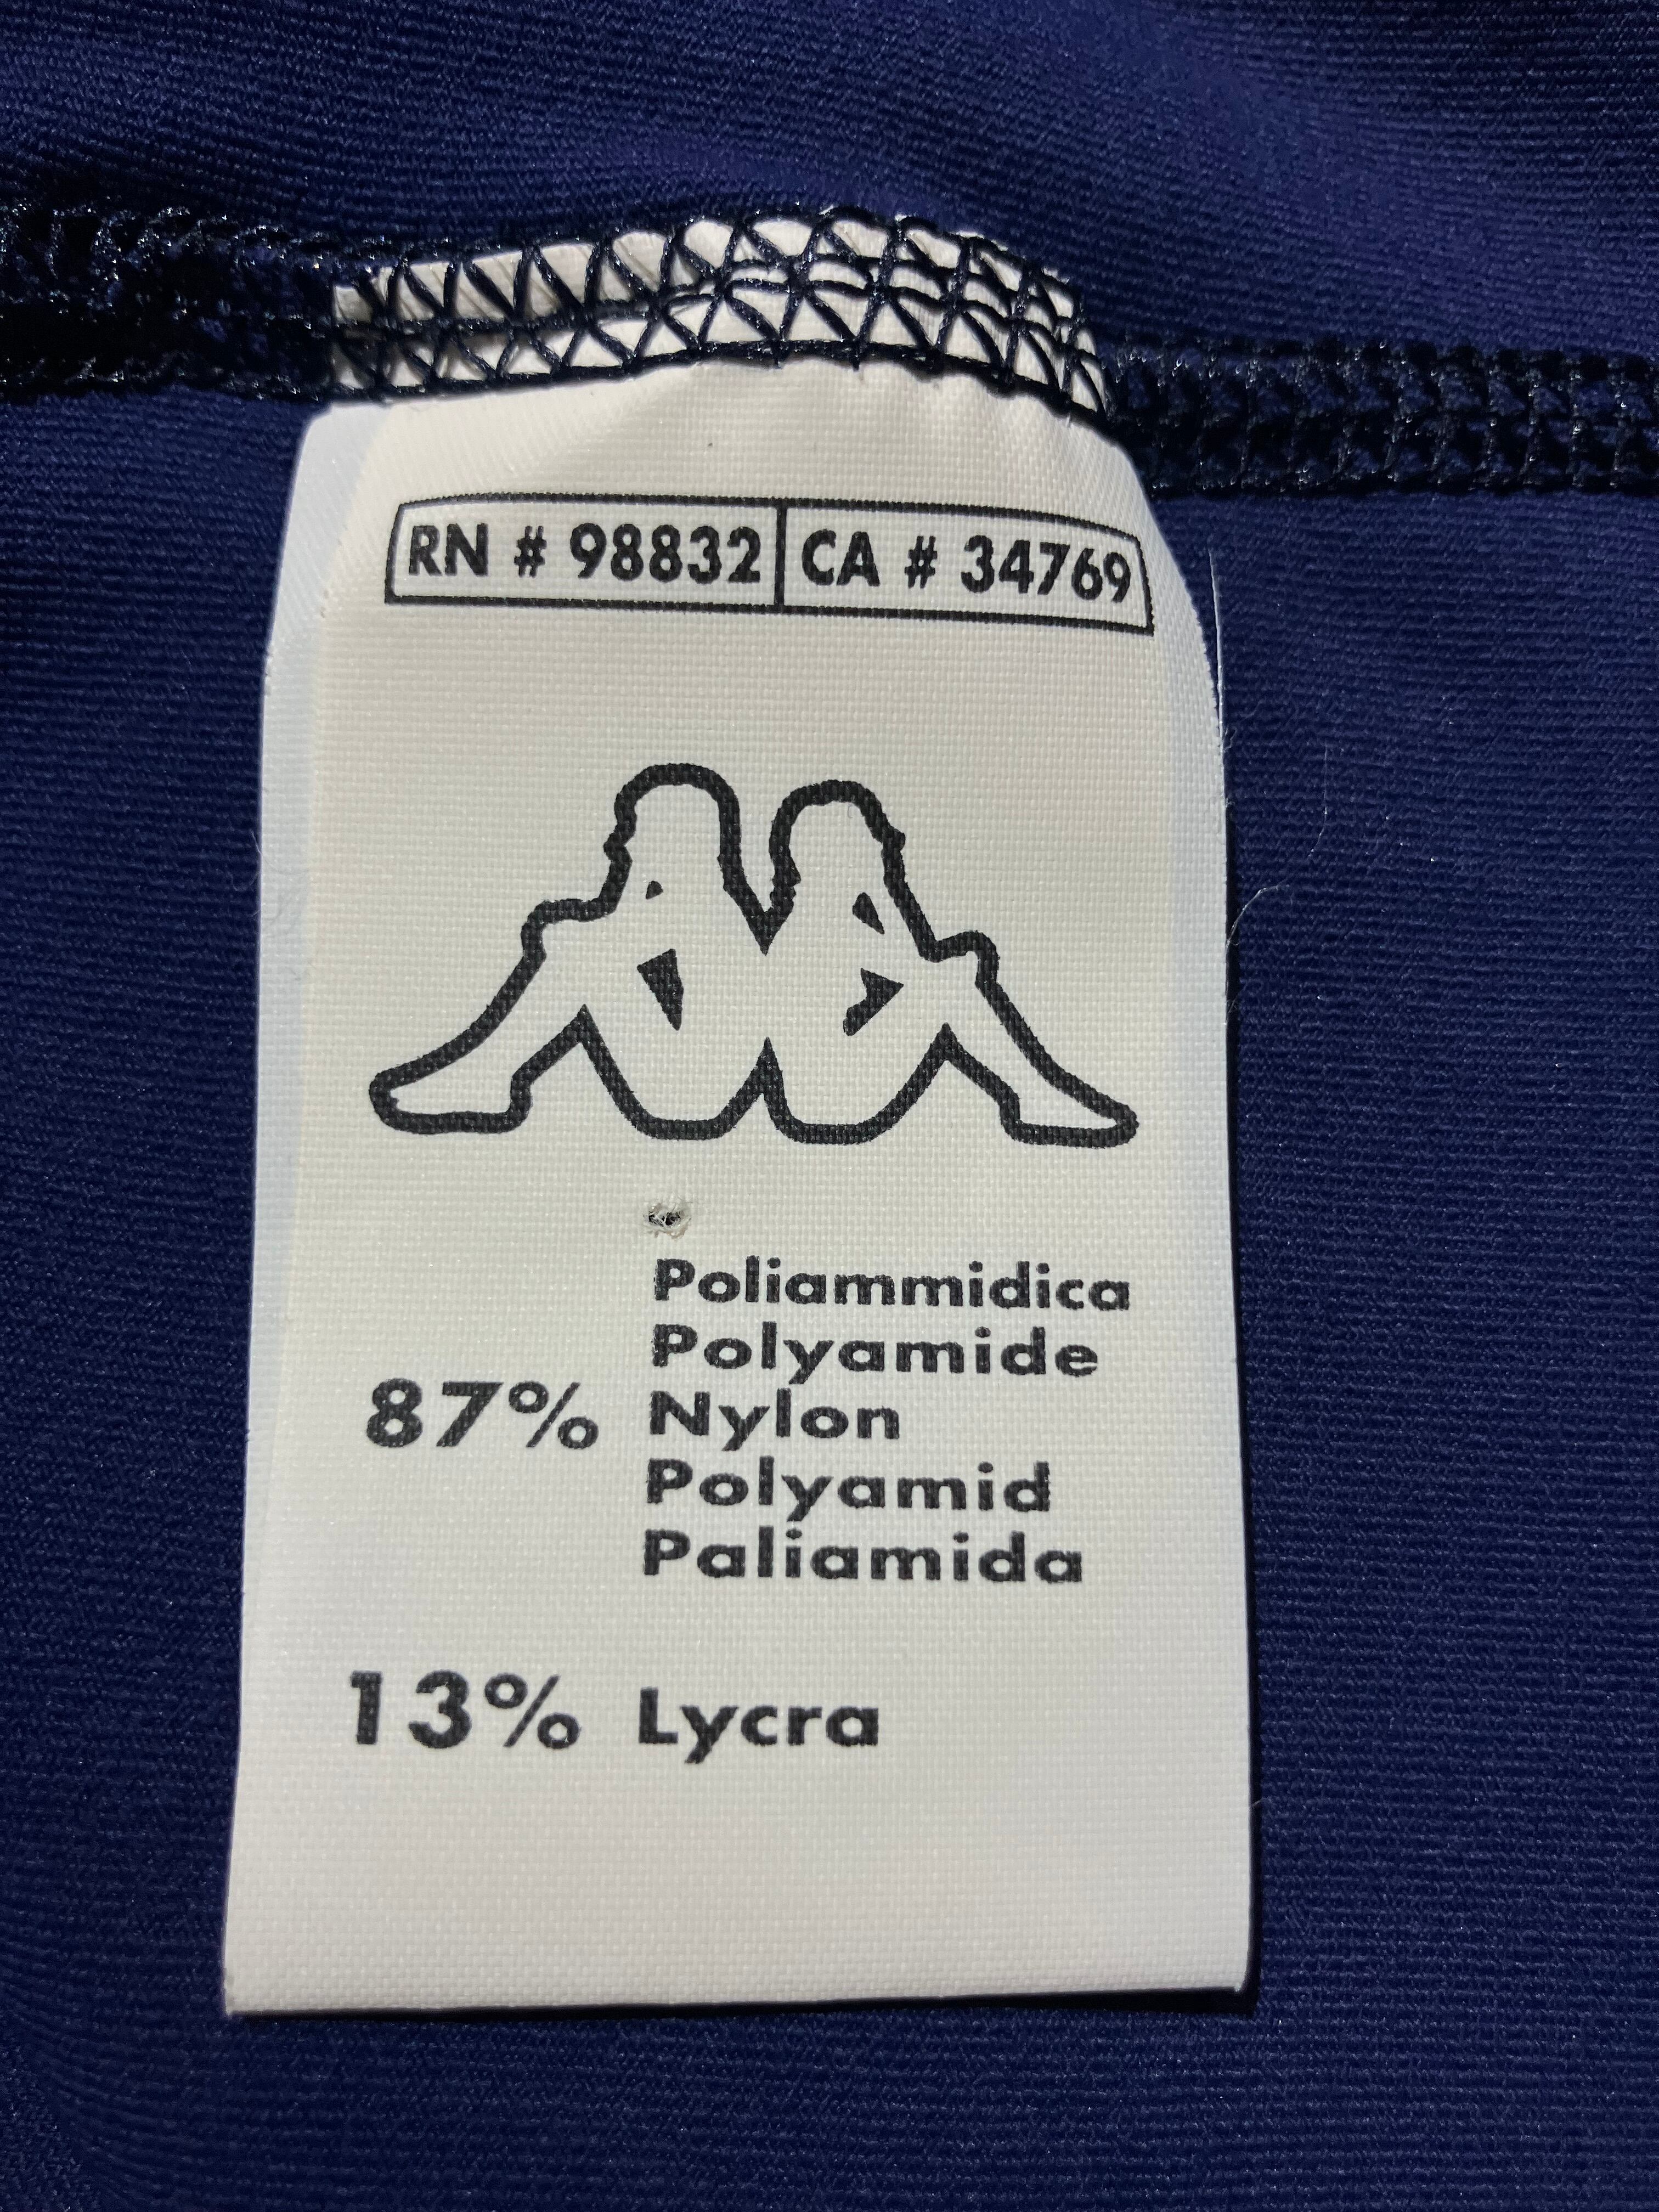 RN # 98832 CA # 34769
Poliammidica
Polyamide
87% Nylon
Polyamid
Paliamida
13% Lycra